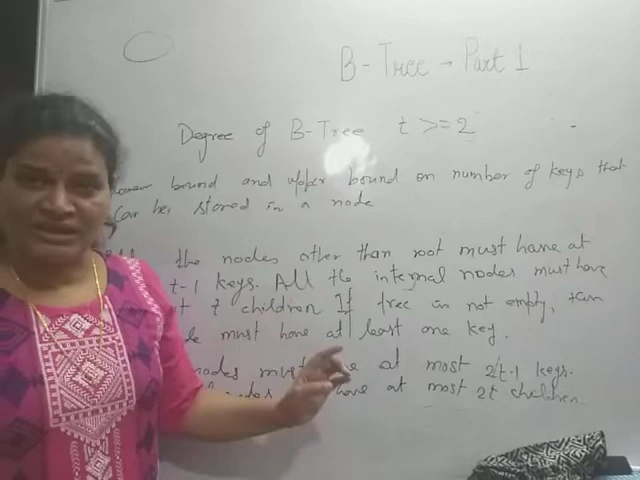 B-Tree - Part 1
Degree of B-Tree t >= 2
Lower bound and upper bound on number of keys that
can be stored in a node
the nodes other than root must have at
t-1 keys. All the internal nodes must have
t children If tree is not empty, then
must have at least one key.
nodes must at most 2t-1 keys.
have at most 2t children.